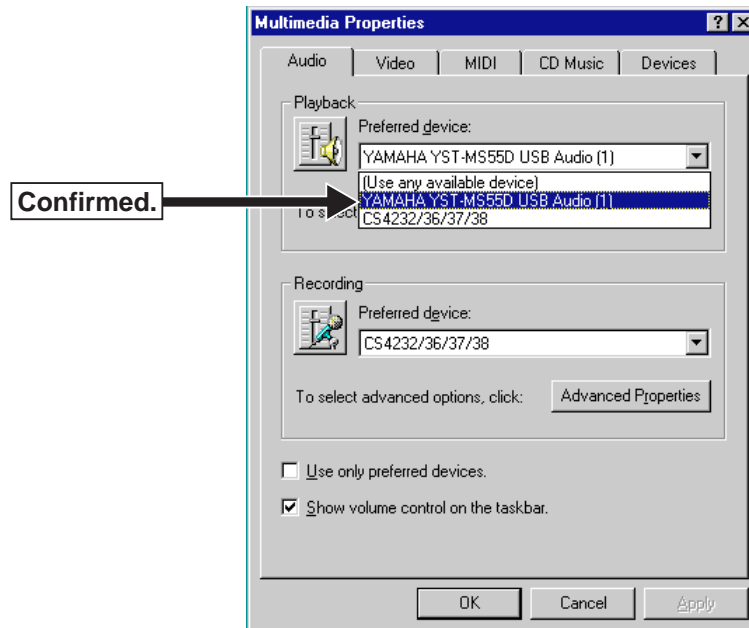 Multimedia Properties
Audio Video MIDI CD Music Devices
Playback
Preferred device:
YAMAHA YST-MS55D USB Audio (1)
(Use any available device)
Confirmed.
YAMAHA YST-MS55D USB Audio (1)
To select
CS4232/36/37/38
Recording
Preferred device:
CS4232/36/37/38
To select advanced options, click: Advanced Properties
Use only preferred devices.
Show volume control on the taskbar.
OK Cancel Apply